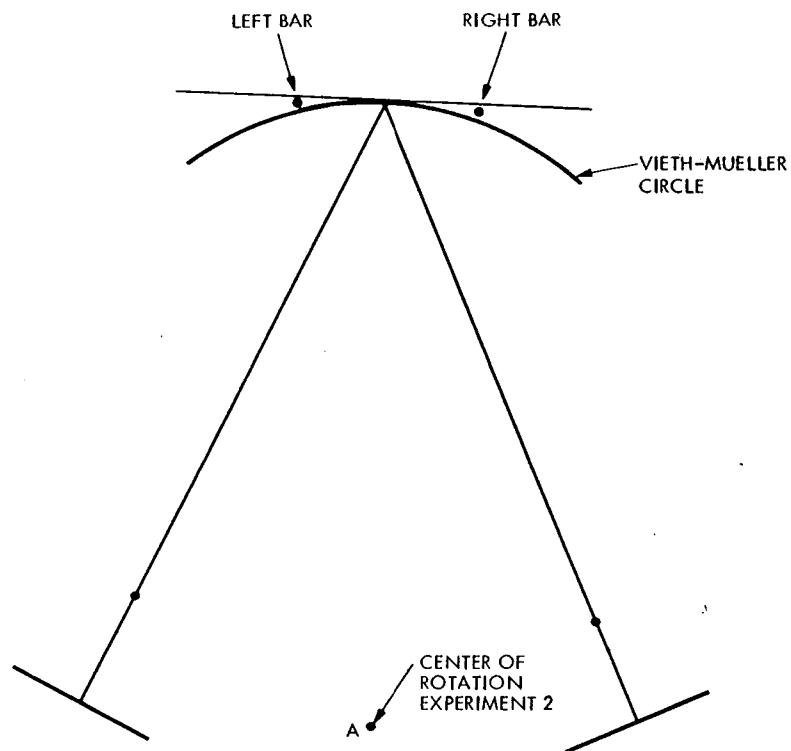 LEFT BAR
RIGHT BAR
VIETH-MUELLER
CIRCLE
CENTER OF
ROTATION
EXPERIMENT 2
A